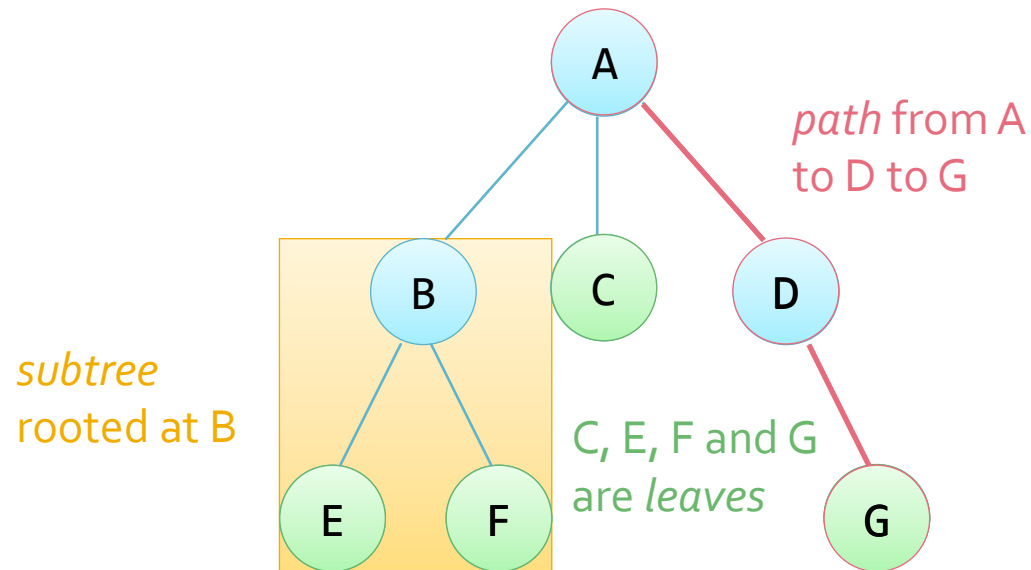 A
path from A
to D to G
B
C
D
subtree
rooted at B
C, E, F and G
are leaves
E
F
G